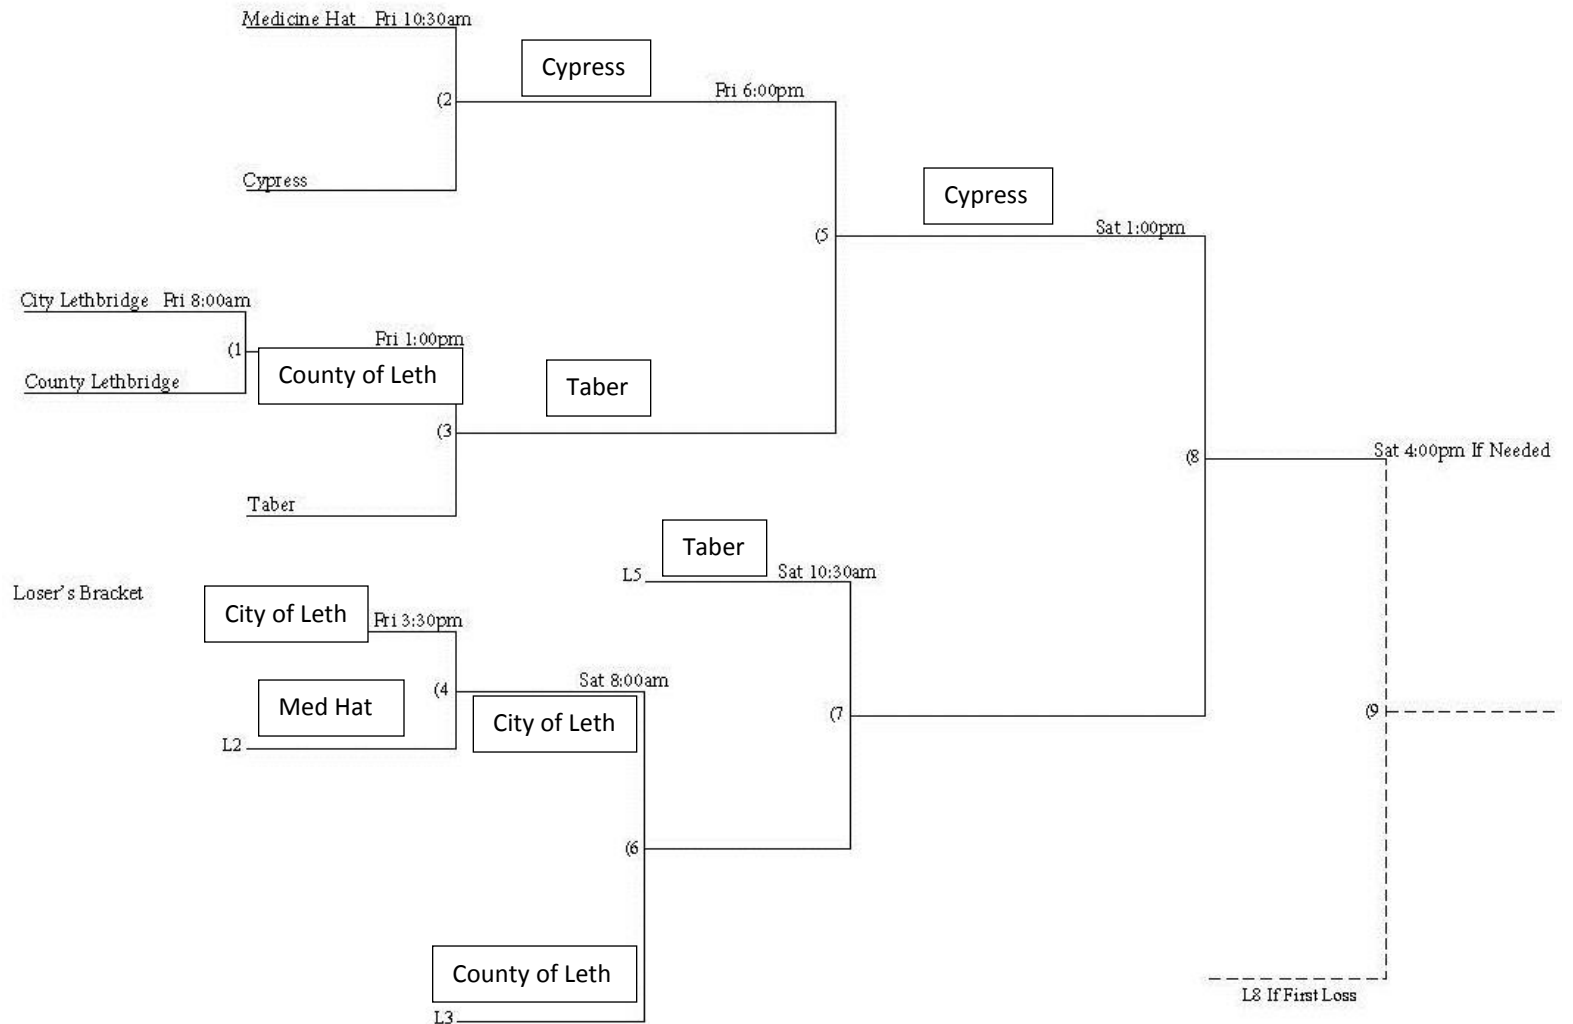 Medicine Hat Fri 10:30am
Cypress
(2
Fri 6:00pm
Cypress
Cypress
(5
Sat 1:00pm
City Lethbridge Fri 8:00am
(1
Fri 1:00pm
County of Leth
County Lethbridge
Taber
(3
(8
Sat 4:00pm If Needed
Taber
Taber
L5
Sat 10:30am
Loser's Bracket
City of Leth
Fri 3:30pm
Sat 8:00am
(4
Med Hat
City of Leth
L2
(7
(9
(6
County of Leth
L3
L8 If First Loss